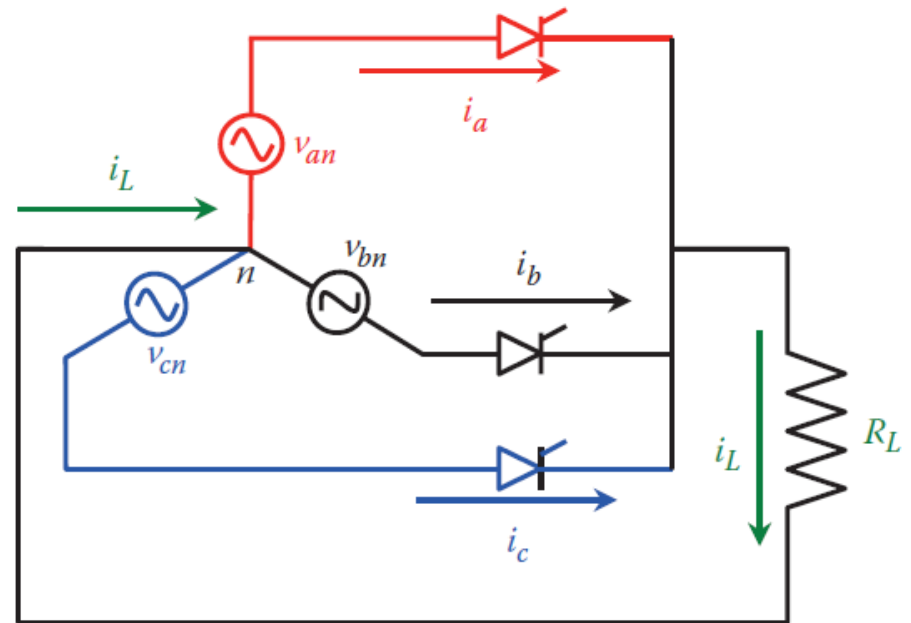 i_a
v_an
i_L
n
v_bn
i_b
v_cn
i_L
R_L
i_c